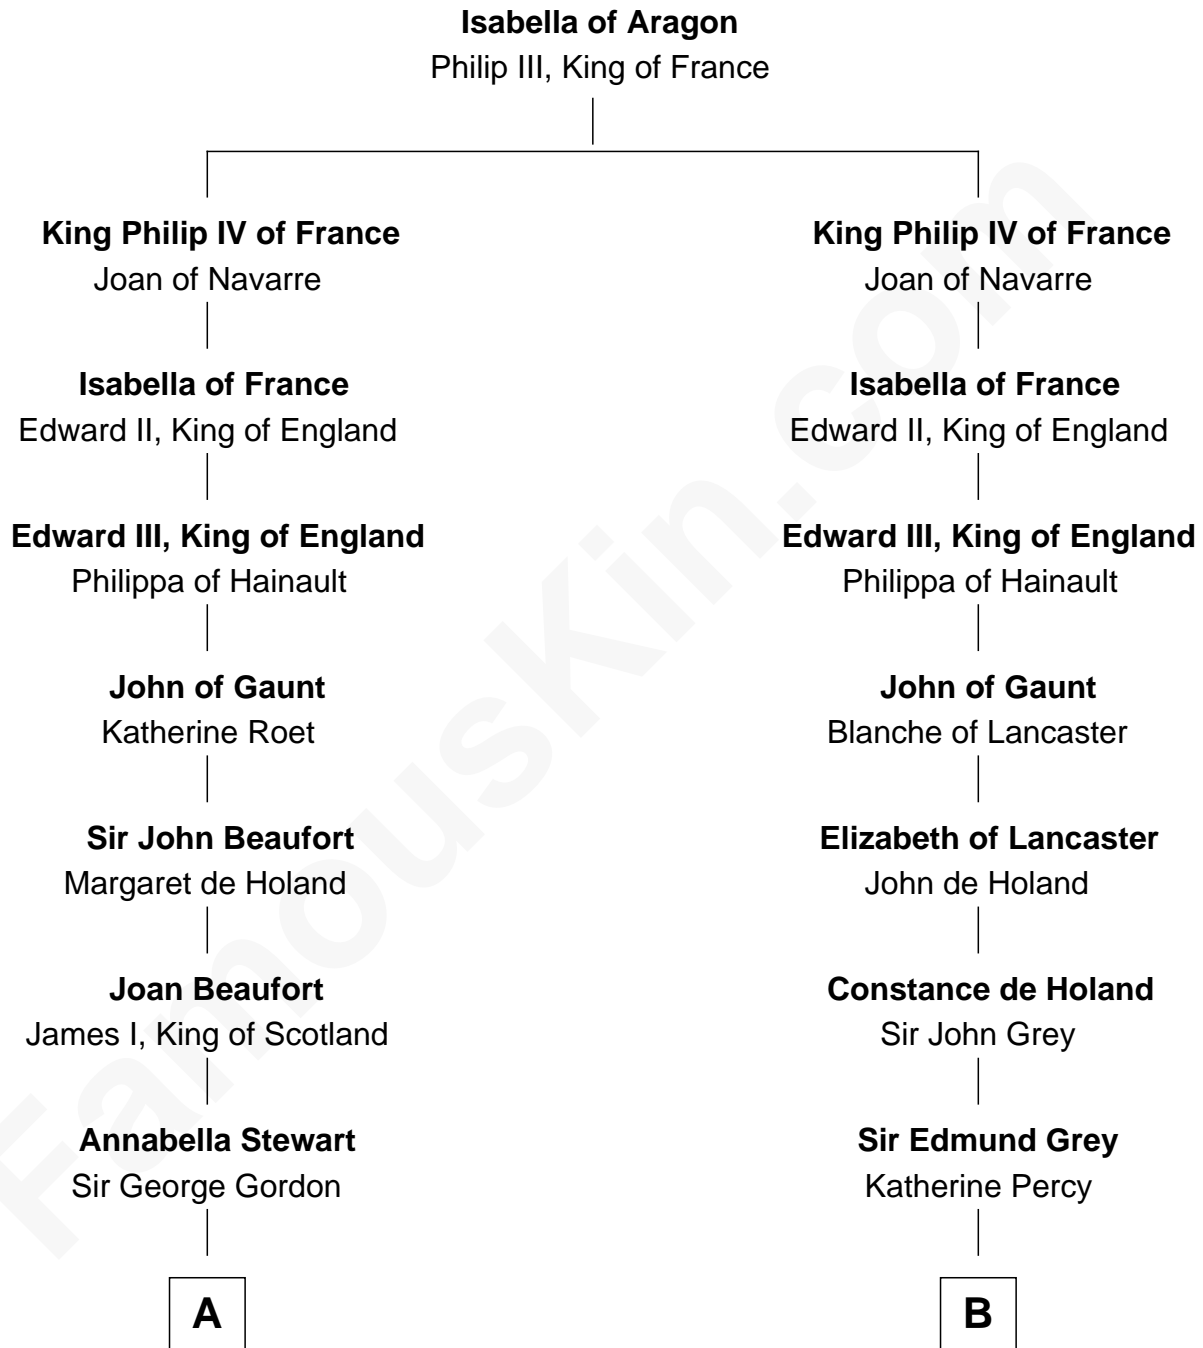 Isabella of Aragon
Philip III, King of France
King Philip IV of France
Joan of Navarre
Isabella of France
Edward II, King of England
Edward III, King of England
Philippa of Hainault
John of Gaunt
Katherine Roet
Sir John Beaufort
Margaret de Holand
Joan Beaufort
James I, King of Scotland
Annabella Stewart
Sir George Gordon
A
King Philip IV of France
Joan of Navarre
Isabella of France
Edward II, King of England
Edward III, King of England
Philippa of Hainault
John of Gaunt
Blanche of Lancaster
Elizabeth of Lancaster
John de Holand
Constance de Holand
Sir John Grey
Sir Edmund Grey
Katherine Percy
B
FamousKin.com